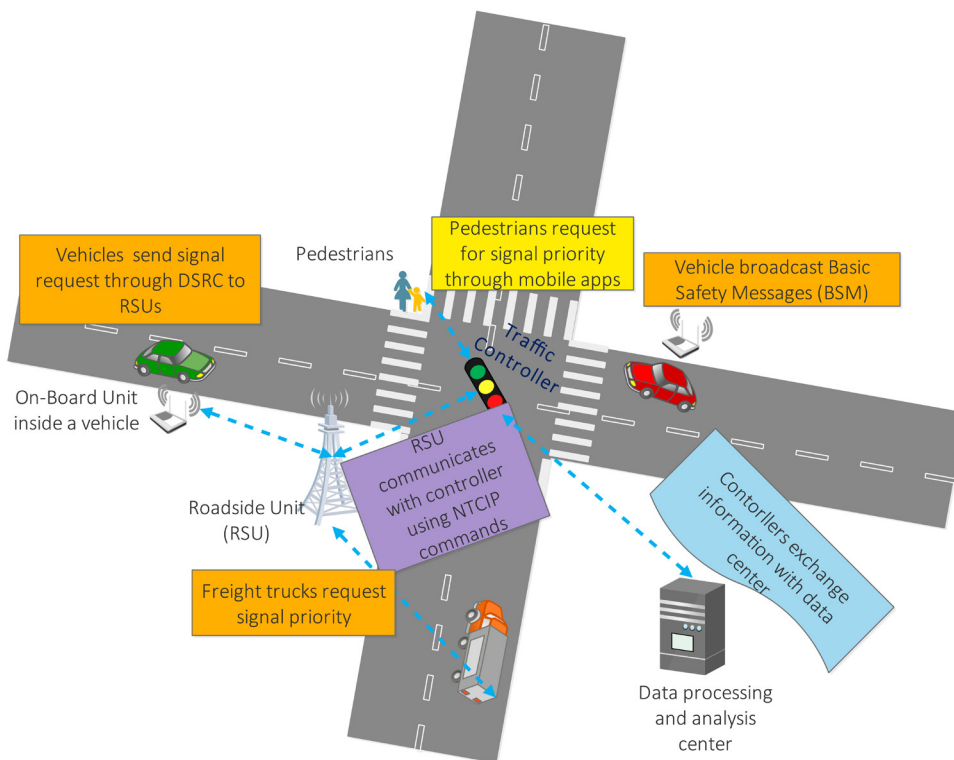 Pedestrians request
for signal priority
through mobile apps
Vehicles send signal
request through DSRC to
RSUs
Pedestrians
Vehicle broadcast Basic
Safety Messages (BSM)
Traffic
Controller
On-Board Unit
inside a vehicle
RSU
communicates
with controller
using NTCIP
commands
Roadside Unit
(RSU)
Contorllers exchange
information with data
center
Freight trucks request
signal priority
Data processing
and analysis
center